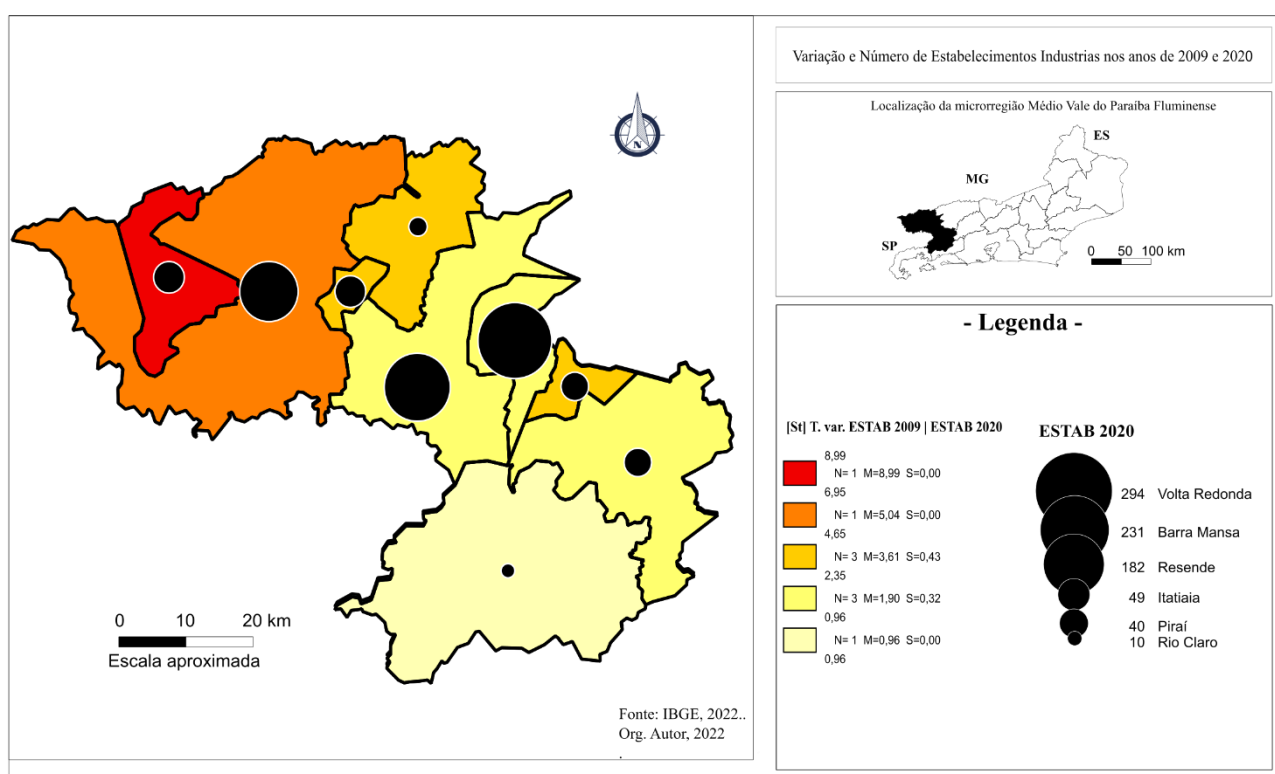 Variação e Número de Estabelecimentos Industrias nos anos de 2009 e 2020
Localização da microrregião Médio Vale do Paraíba Fluminense
ES
MG
SP
0 50 100 km
N
- Legenda -
[St] T. var. ESTAB 2009 | ESTAB 2020
8,99
N= 1 M=8,99 S=0,00
6,95
N= 1 M=5,04 S=0,00
4,65
N= 3 M=3,61 S=0,43
2,35
N= 3 M=1,90 S=0,32
0,96
N= 1 M=0,96 S=0,00
0,96
ESTAB 2020
294 Volta Redonda
231 Barra Mansa
182 Resende
49 Itatiaia
40 Piraí
10 Rio Claro
0 10 20 km
Escala aproximada
Fonte: IBGE, 2022..
Org. Autor, 2022
.